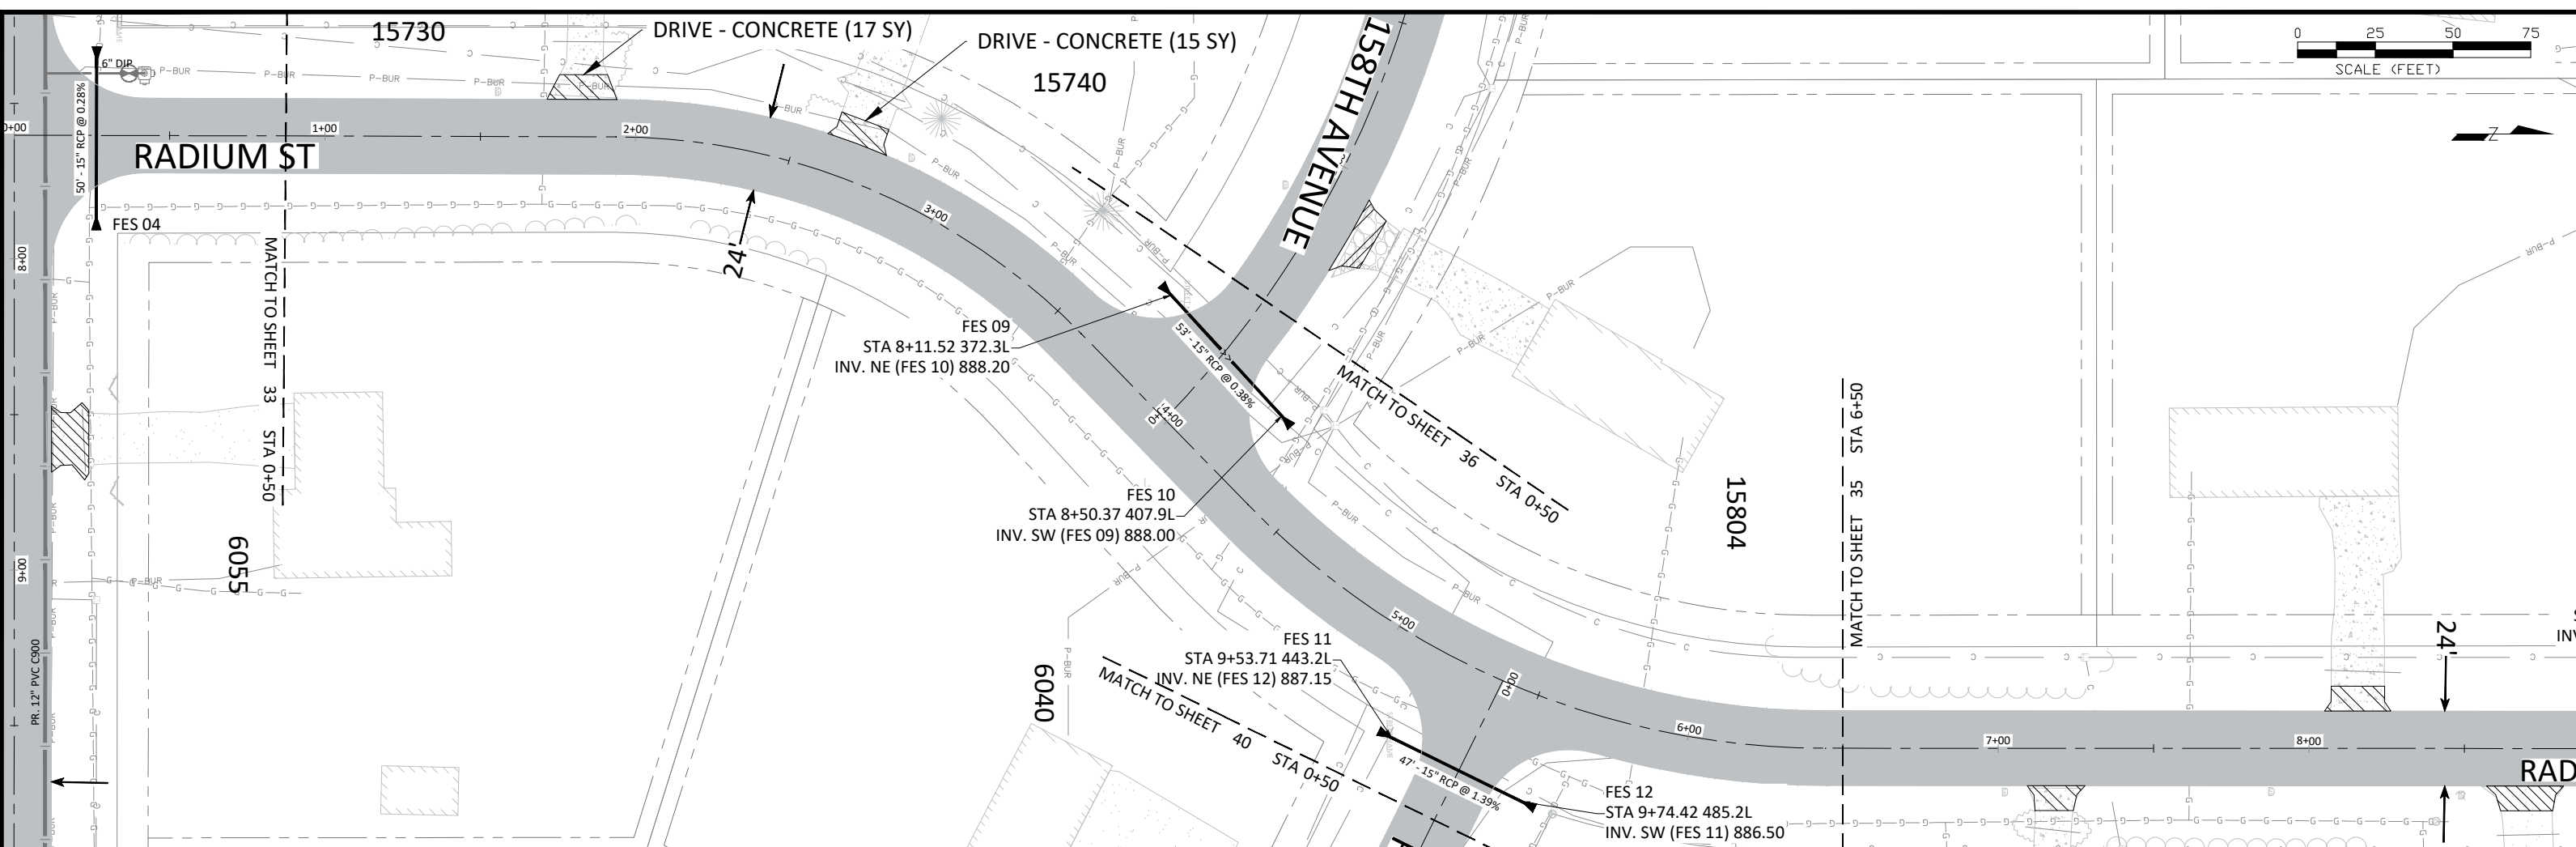 15730
DRIVE - CONCRETE (17 SY)
DRIVE - CONCRETE (15 SY)
15740
158TH AVENUE
0 25 50 75
SCALE (FEET)
6" DIP
50' - 15" RCP @ 0.28%
P-BUR
P-BUR
P-BUR
P-BUR
P-BUR
0+00
1+00
2+00
RADIUM ST
Z
FES 04
MATCH TO SHEET 33 STA 0+50
24'
3+00
8+00
FES 09
STA 8+11.52 372.3L
INV. NE (FES 10) 888.20
53' - 15" RCP @ 0.38%
4+00
MATCH TO SHEET 36 STA 0+50
MATCH TO SHEET 35 STA 6+50
FES 10
STA 8+50.37 407.9L
INV. SW (FES 09) 888.00
15804
6055
9+00
PR. 12" PVC C900
5+00
FES 11
STA 9+53.71 443.2L
INV. NE (FES 12) 887.15
6040
MATCH TO SHEET 40 STA 0+50
0+00
6+00
7+00
8+00
24'
RAD
47' - 15" RCP @ 1.39%
FES 12
STA 9+74.42 485.2L
INV. SW (FES 11) 886.50